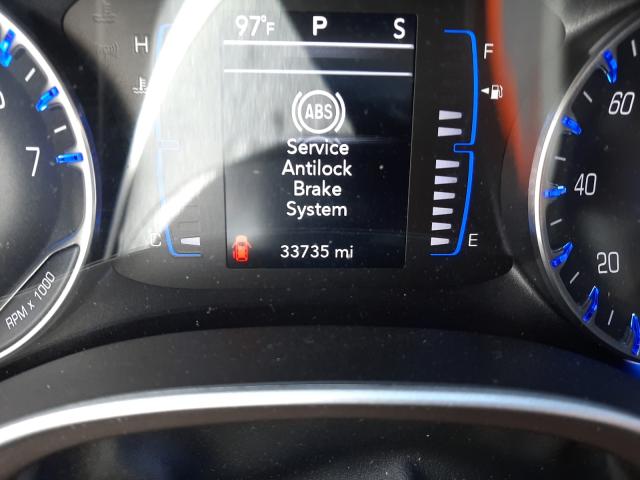 97°F P S
H F
ABS
Service
Antilock
Brake
System
C E
33735 mi
7
RPM x 1000
60
40
20